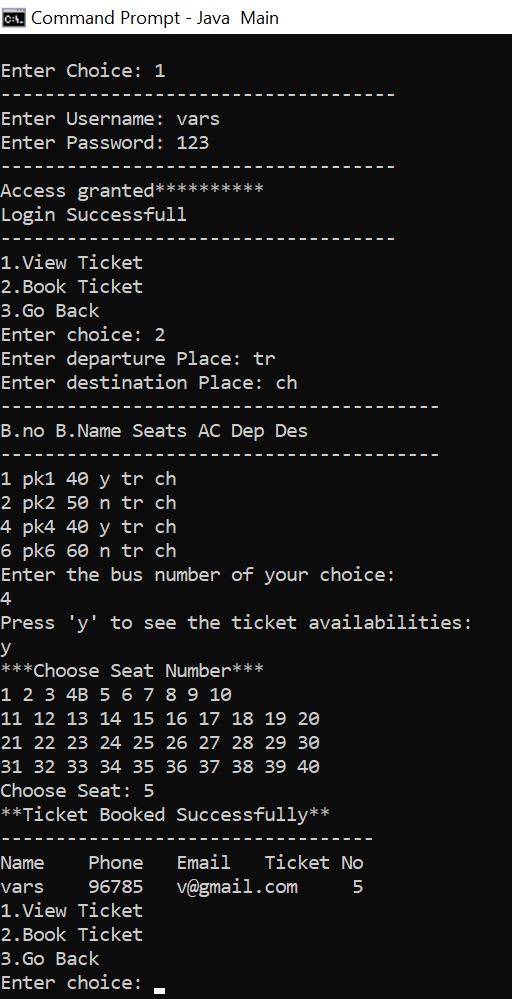 Command Prompt - Java  Main
Enter Choice: 1
------------------------------------
Enter Username: vars
Enter Password: 123
------------------------------------
Access granted**********
Login Successfull
------------------------------------
1.View Ticket
2.Book Ticket
3.Go Back
Enter choice: 2
Enter departure Place: tr
Enter destination Place: ch
----------------------------------------
B.no B.Name Seats AC Dep Des
----------------------------------------
1 pk1 40 y tr ch
2 pk2 50 n tr ch
4 pk4 40 y tr ch
6 pk6 60 n tr ch
Enter the bus number of your choice:
4
Press 'y' to see the ticket availabilities:
y
***Choose Seat Number***
1 2 3 4B 5 6 7 8 9 10
11 12 13 14 15 16 17 18 19 20
21 22 23 24 25 26 27 28 29 30
31 32 33 34 35 36 37 38 39 40
Choose Seat: 5
**Ticket Booked Successfully**
----------------------------------
Name    Phone   Email   Ticket No
vars    96785   v@gmail.com     5
1.View Ticket
2.Book Ticket
3.Go Back
Enter choice: